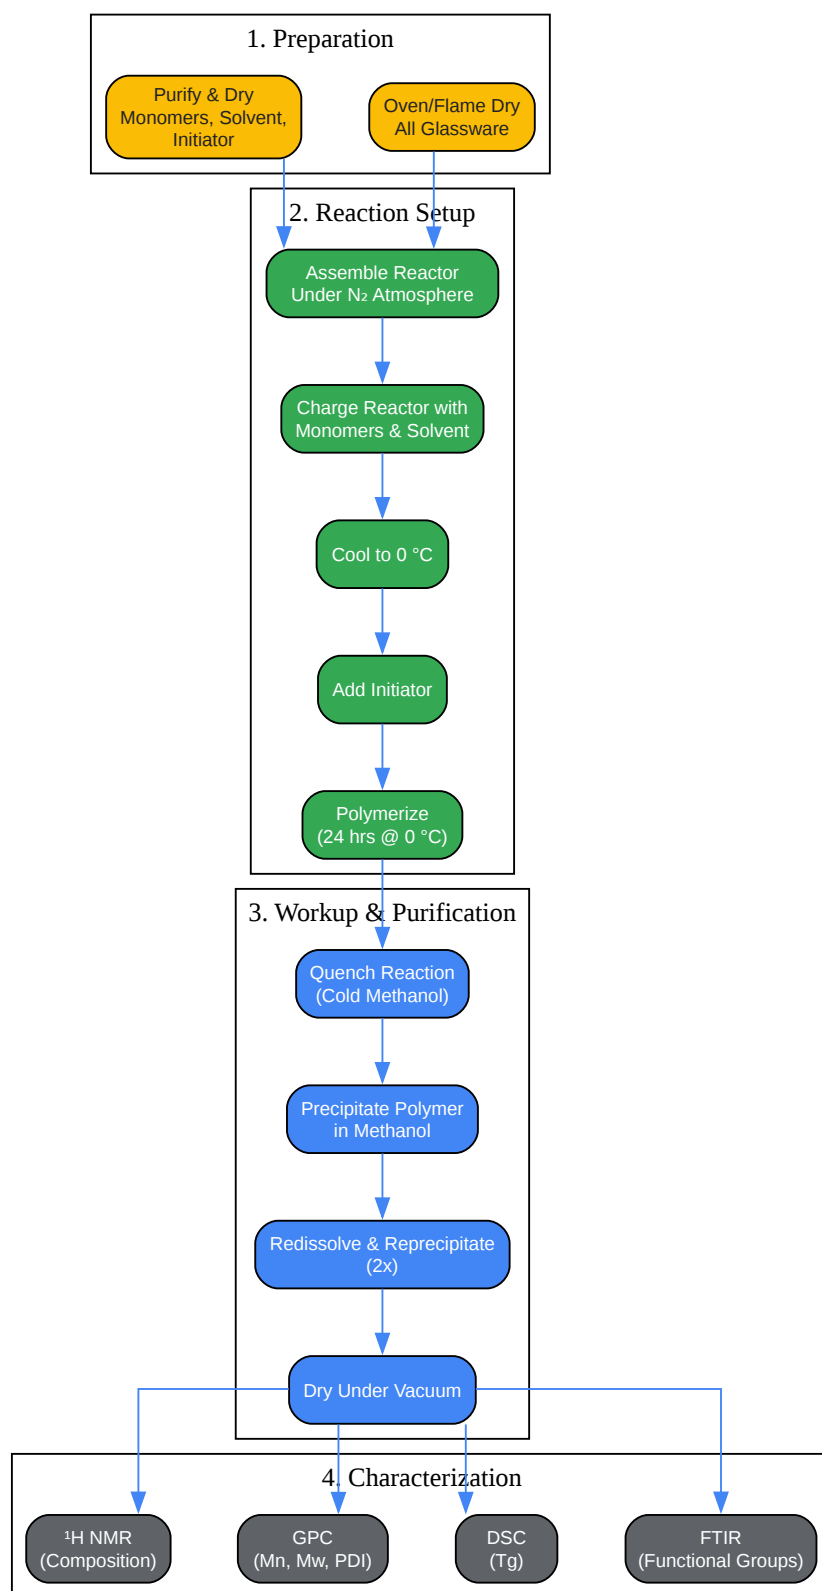 1. Preparation
Purify & Dry
Monomers, Solvent,
Initiator
Oven/Flame Dry
All Glassware
2. Reaction Setup
Assemble Reactor
Under N₂ Atmosphere
Charge Reactor with
Monomers & Solvent
Cool to 0 °C
Add Initiator
Polymerize
(24 hrs @ 0 °C)
3. Workup & Purification
Quench Reaction
(Cold Methanol)
Precipitate Polymer
in Methanol
Redissolve & Reprecipitate
(2x)
Dry Under Vacuum
4. Characterization
¹H NMR
(Composition)
GPC
(Mn, Mw, PDI)
DSC
(Tg)
FTIR
(Functional Groups)